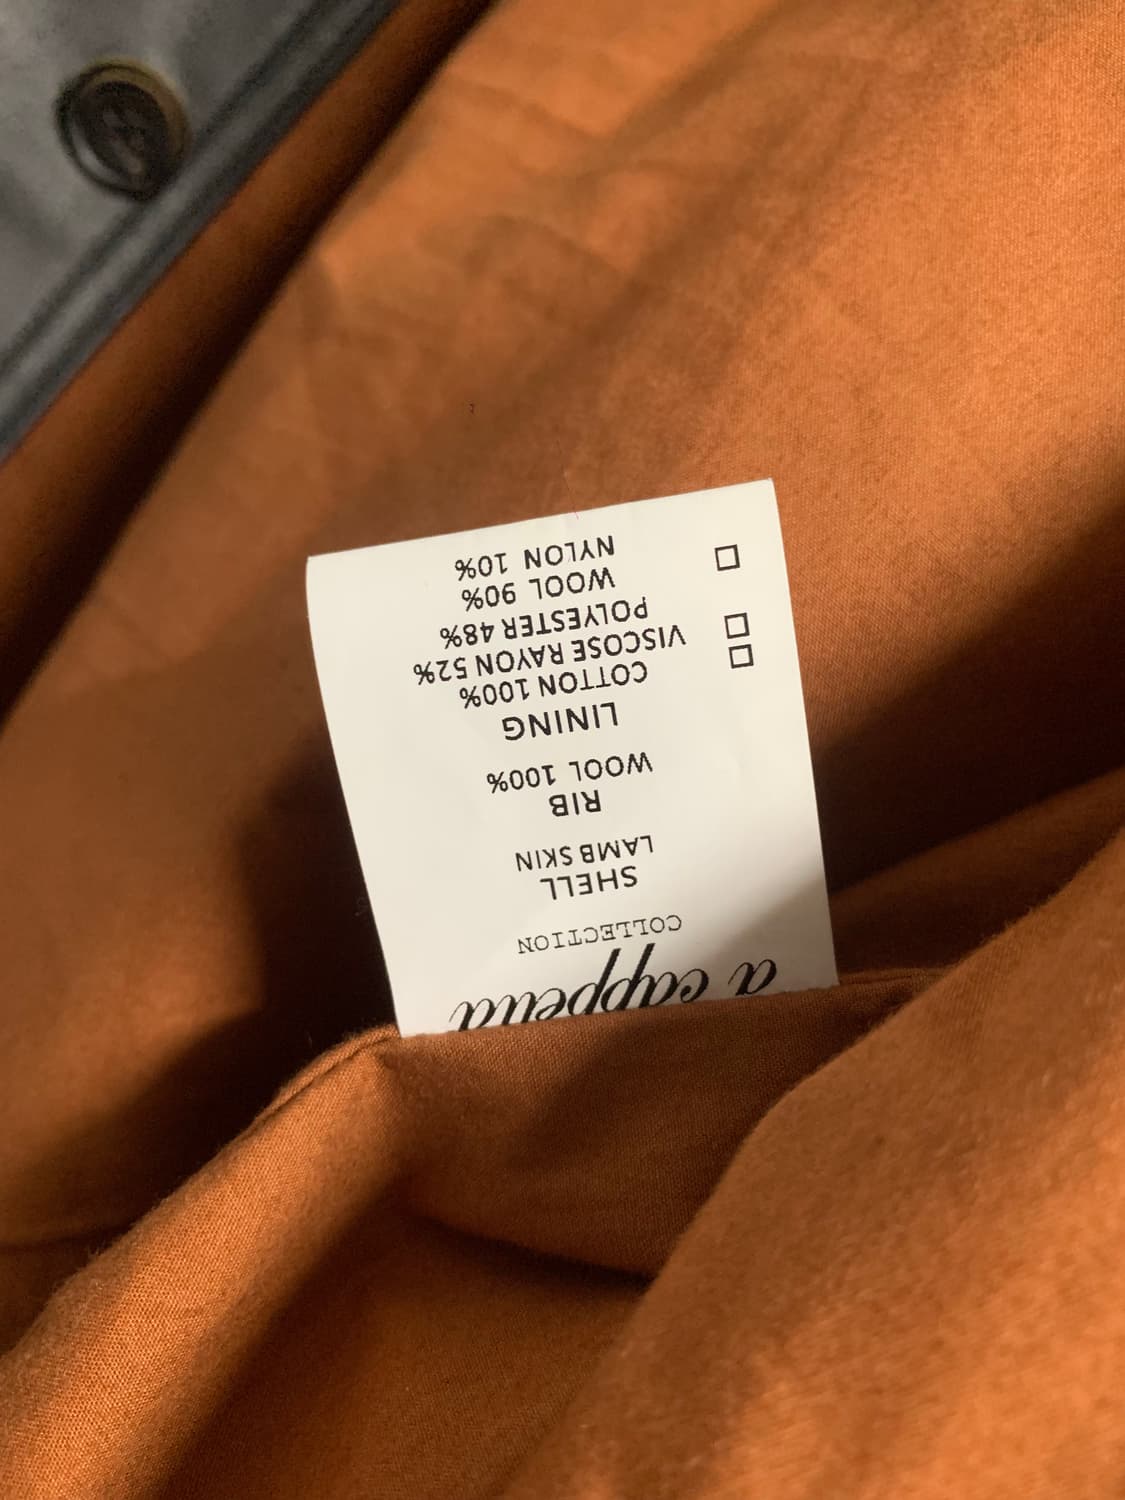 a cappella
COLLECTION
SHELL
LAMB SKIN
RIB
WOOL 100%
LINING
□ COTTON 100%
□ VISCOSE RAYON 52%
POLYESTER 48%
□ WOOL 90%
NYLON 10%